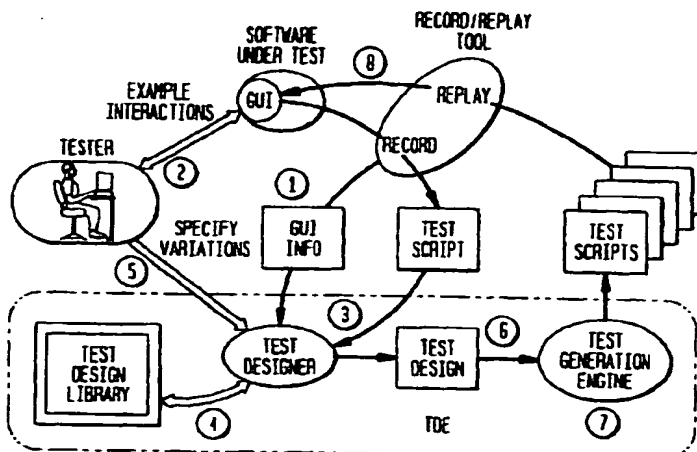 SOFTWARE
UNDER TEST
RECORD/REPLAY
TOOL
8
EXAMPLE
INTERACTIONS
GUI
REPLAY
RECORD
TESTER
2
1
SPECIFY
VARIATIONS
GUI
INFO
TEST
SCRIPT
TEST
SCRIPTS
5
3
6
TEST
DESIGN
LIBRARY
TEST
DESIGNER
TEST
DESIGN
TEST
GENERATION
ENGINE
4
TDE
7